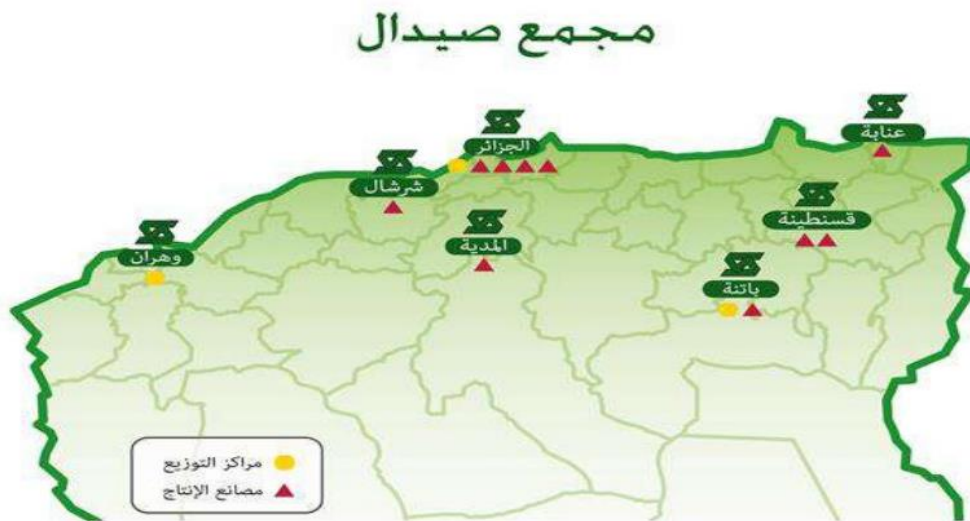 مجمع صيدال
عنابة
الجزائر
شرشال
قسنطينة
المدية
وهران
باتنة
مراكز التوزيع
مصانع الإنتاج